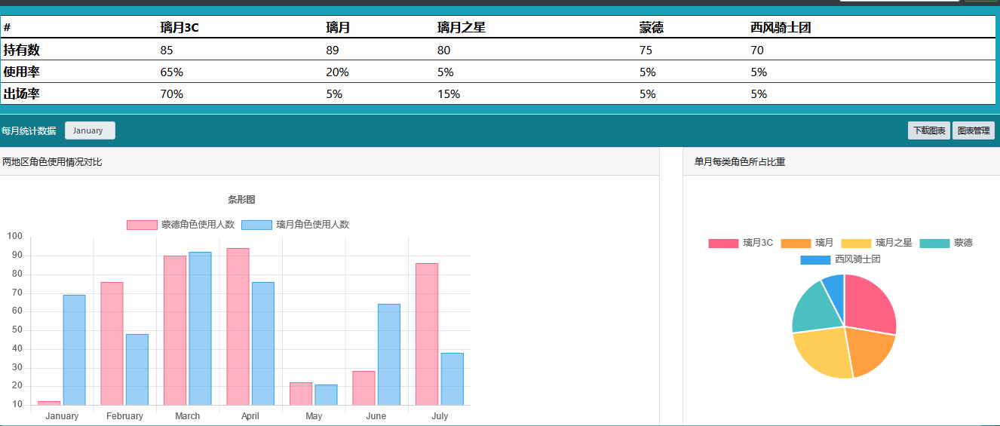 # 璃月3C 璃月 璃月之星 蒙德 西风骑士团
持有数 85 89 80 75 70
使用率 65% 20% 5% 5% 5%
出场率 70% 5% 15% 5% 5%
每月统计数据 January 下载图表 图表管理
两地区角色使用情况对比
条形图
蒙德角色使用人数 璃月角色使用人数
100
90
80
70
60
50
40
30
20
10
January February March April May June July
单月每类角色所占比重
璃月3C 璃月 璃月之星 蒙德
西风骑士团